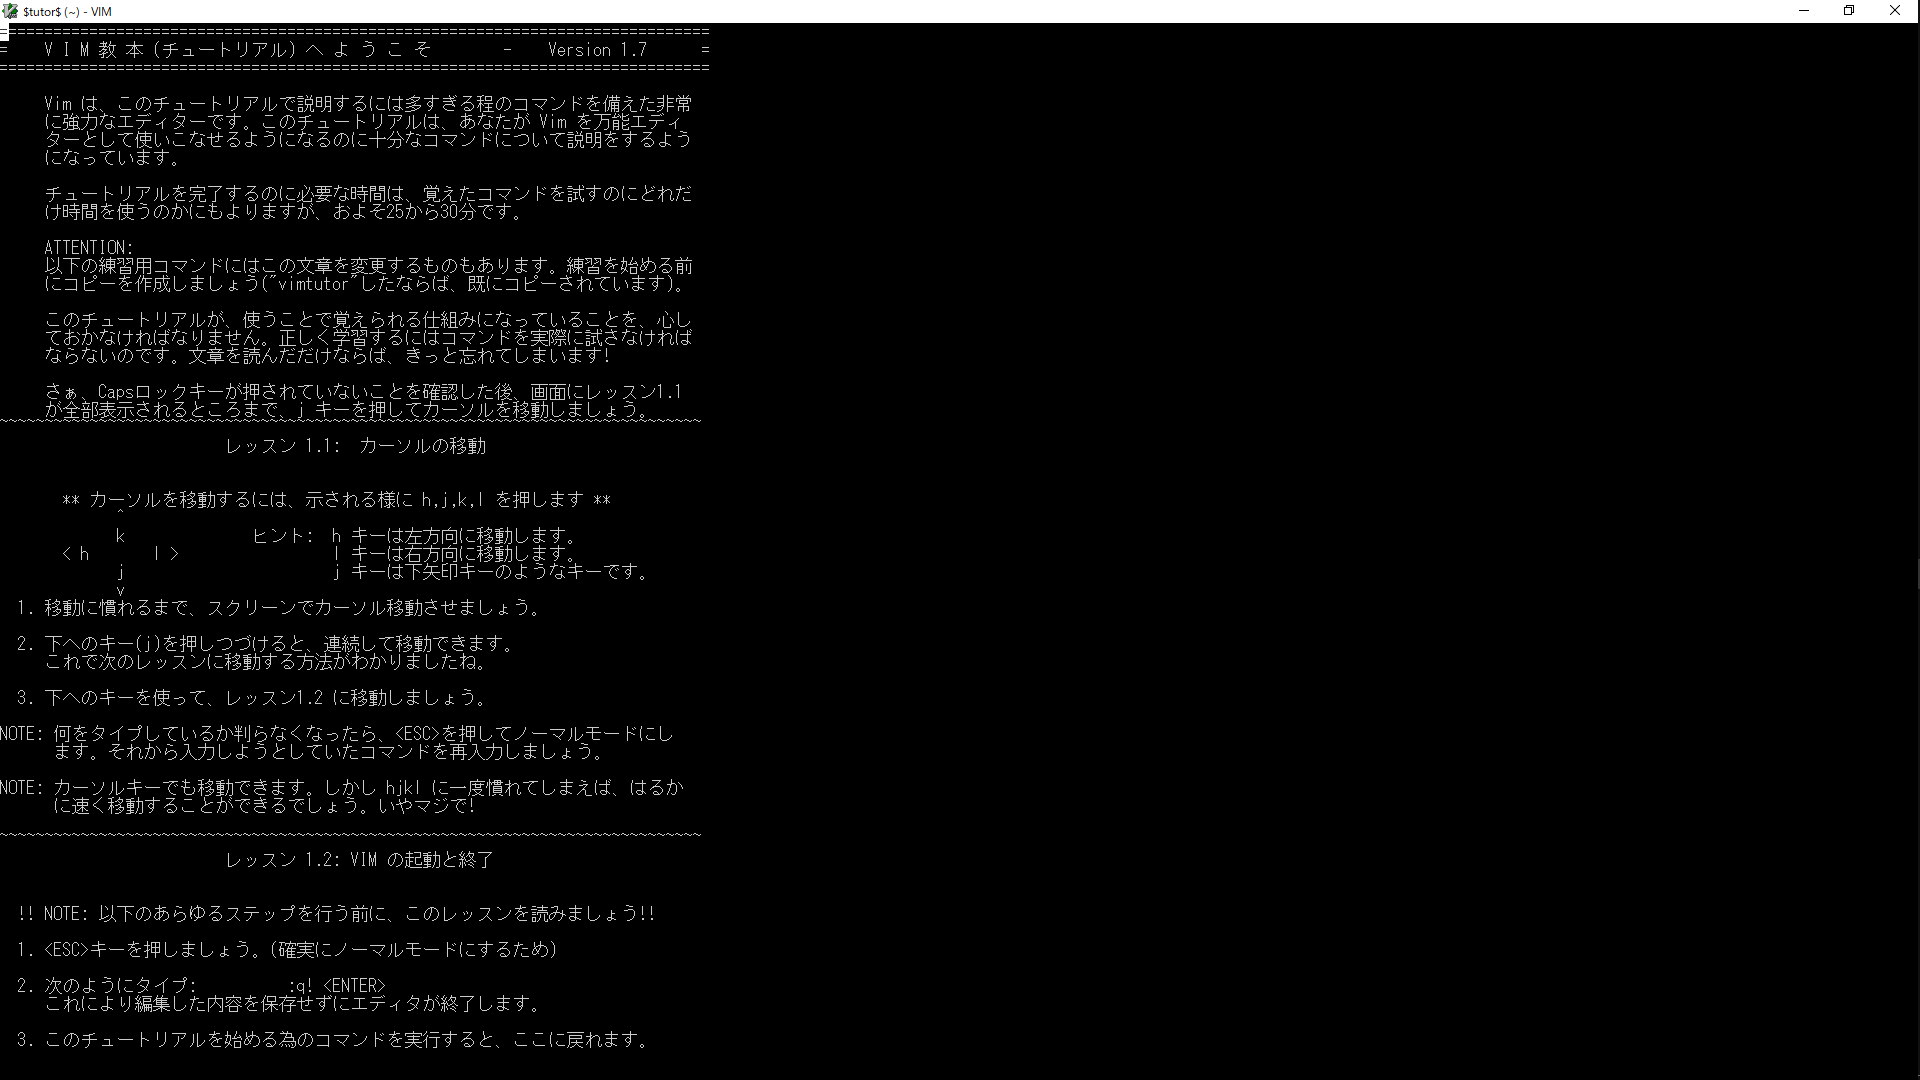 $tutor$ (~) - VIM
===============================================================================
=    V I M 教 本 (チュートリアル) へ よ う こ そ        -    Version 1.7      =
===============================================================================
     Vim は、このチュートリアルで説明するには多すぎる程のコマンドを備えた非常
     に強力なエディターです。このチュートリアルは、あなたが Vim を万能エディ
     ターとして使いこなせるようになるのに十分なコマンドについて説明をするよう
     になっています。
     チュートリアルを完了するのに必要な時間は、覚えたコマンドを試すのにどれだ
     け時間を使うのかにもよりますが、およそ25から30分です。
     ATTENTION:
     以下の練習用コマンドにはこの文章を変更するものもあります。練習を始める前
     にコピーを作成しましょう("vimtutor"したならば、既にコピーされています)。
     このチュートリアルが、使うことで覚えられる仕組みになっていることを、心し
     ておかなければなりません。正しく学習するにはコマンドを実際に試さなければ
     ならないのです。文章を読んだだけならば、きっと忘れてしまいます!
     さぁ、Capsロックキーが押されていないことを確認した後、画面にレッスン1.1
     が全部表示されるところまで、j キーを押してカーソルを移動しましょう。
~~~~~~~~~~~~~~~~~~~~~~~~~~~~~~~~~~~~~~~~~~~~~~~~~~~~~~~~~~~~~~~~~~~~~~~~~~~~~~
                         レッスン 1.1:  カーソルの移動
       ** カーソルを移動するには、示される様に h,j,k,l を押します **
             ^
             k              ヒント:  h キーは左方向に移動します。
       < h       l >                 l キーは右方向に移動します。
             j                       j キーは下矢印キーのようなキーです。
             v
  1. 移動に慣れるまで、スクリーンでカーソル移動させましょう。
  2. 下へのキー(j)を押しつづけると、連続して移動できます。
     これで次のレッスンに移動する方法がわかりましたね。
  3. 下へのキーを使って、レッスン1.2 に移動しましょう。
NOTE: 何をタイプしているか判らなくなったら、<ESC>を押してノーマルモードにし
      ます。それから入力しようとしていたコマンドを再入力しましょう。
NOTE: カーソルキーでも移動できます。しかし hjkl に一度慣れてしまえば、はるか
      に速く移動することができるでしょう。いやマジで!
~~~~~~~~~~~~~~~~~~~~~~~~~~~~~~~~~~~~~~~~~~~~~~~~~~~~~~~~~~~~~~~~~~~~~~~~~~~~~~
                         レッスン 1.2: VIM の起動と終了
  !! NOTE: 以下のあらゆるステップを行う前に、このレッスンを読みましょう!!
  1. <ESC>キーを押しましょう。(確実にノーマルモードにするため)
  2. 次のようにタイプ:          :q! <ENTER>
     これにより編集した内容を保存せずにエディタが終了します。
  3. このチュートリアルを始める為のコマンドを実行すると、ここに戻れます。